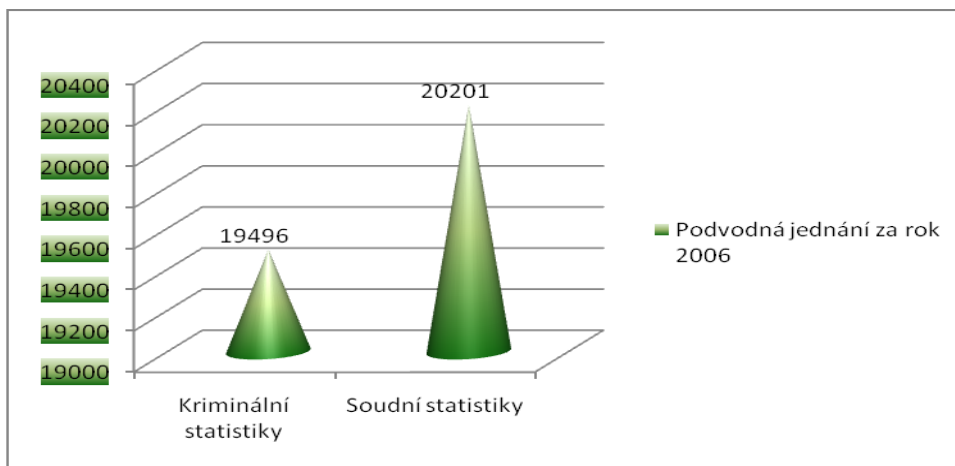 20400
20200
20000
19800
19600
19400
19200
19000
20201
19496
Kriminální
statistiky
Soudní statistiky
Podvodná jednání za rok
2006